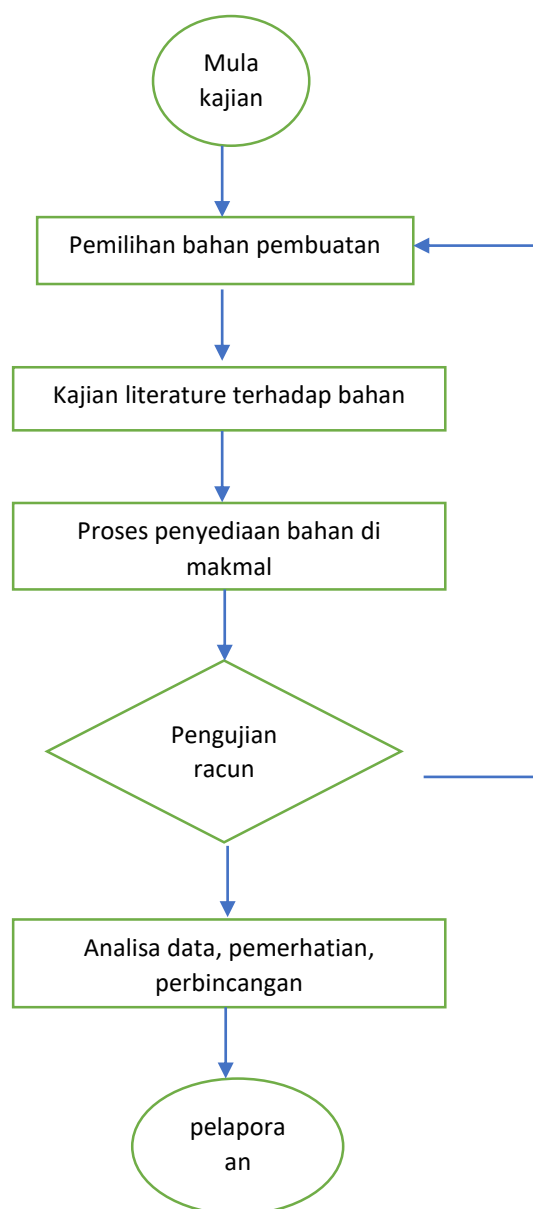 Mula
kajian
Pemilihan bahan pembuatan
Kajian literature terhadap bahan
Proses penyediaan bahan di
makmal
Pengujian
racun
Analisa data, pemerhatian,
perbincangan
pelapora
an